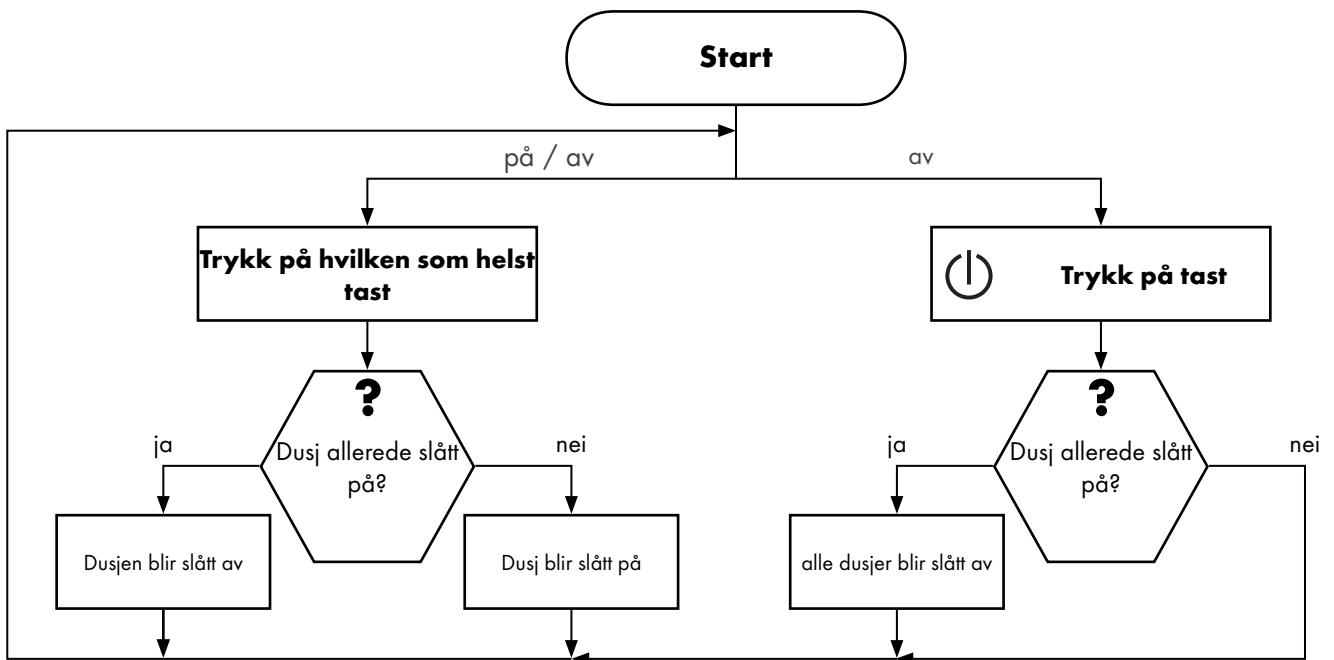 Start
på / av
av
Trykk på hvilken som helst
tast
Trykk på tast
?
Dusj allerede slått
på?
ja
nei
?
Dusj allerede slått
på?
ja
nei
Dusjen blir slått av
Dusj blir slått på
alle dusjer blir slått av